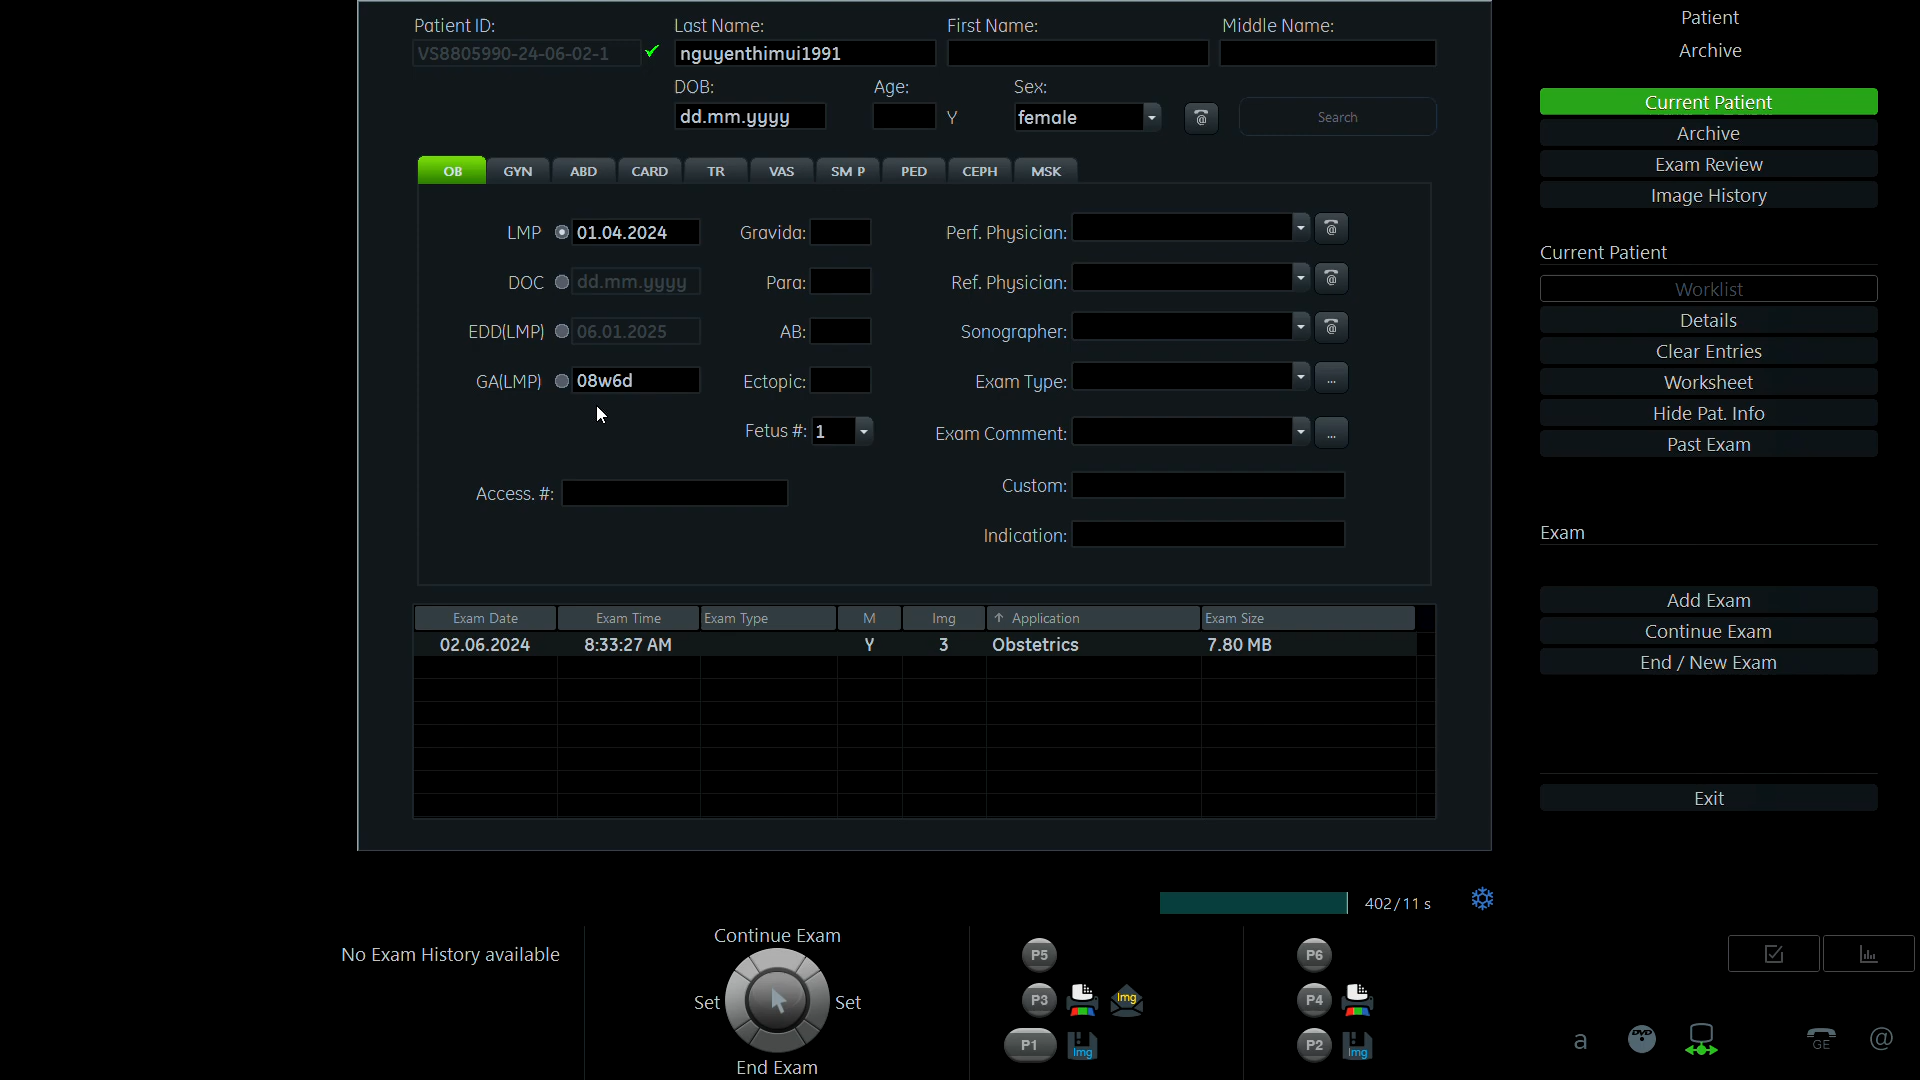 Patient ID: Last Name: First Name: Middle Name:
VS8805990-24-06-02-1 nguyenthimui1991
DOB: Age: Sex:
dd.mm.yyyy Y female @ Search
OB GYN ABD CARD TR VAS SM P PED CEPH MSK
LMP 01.04.2024 Gravida: Perf. Physician: @
DOC dd.mm.yyyy Para: Ref. Physician: @
EDD(LMP) 06.01.2025 AB: Sonographer: @
GA(LMP) 08w6d Ectopic: Exam Type: ...
Fetus #: 1 Exam Comment: ...
Access. #: Custom:
Indication:
Exam Date Exam Time Exam Type M Img ↑ Application Exam Size
02.06.2024 8:33:27 AM Y 3 Obstetrics 7.80 MB
402/11 s
Patient
Archive
Current Patient
Archive
Exam Review
Image History
Current Patient
Worklist
Details
Clear Entries
Worksheet
Hide Pat. Info
Past Exam
Exam
Add Exam
Continue Exam
End / New Exam
Exit
No Exam History available
Continue Exam
Set Set
End Exam
P5
P3 Img
P1 Img
P6
P4
P2 Img
a DVD GE @